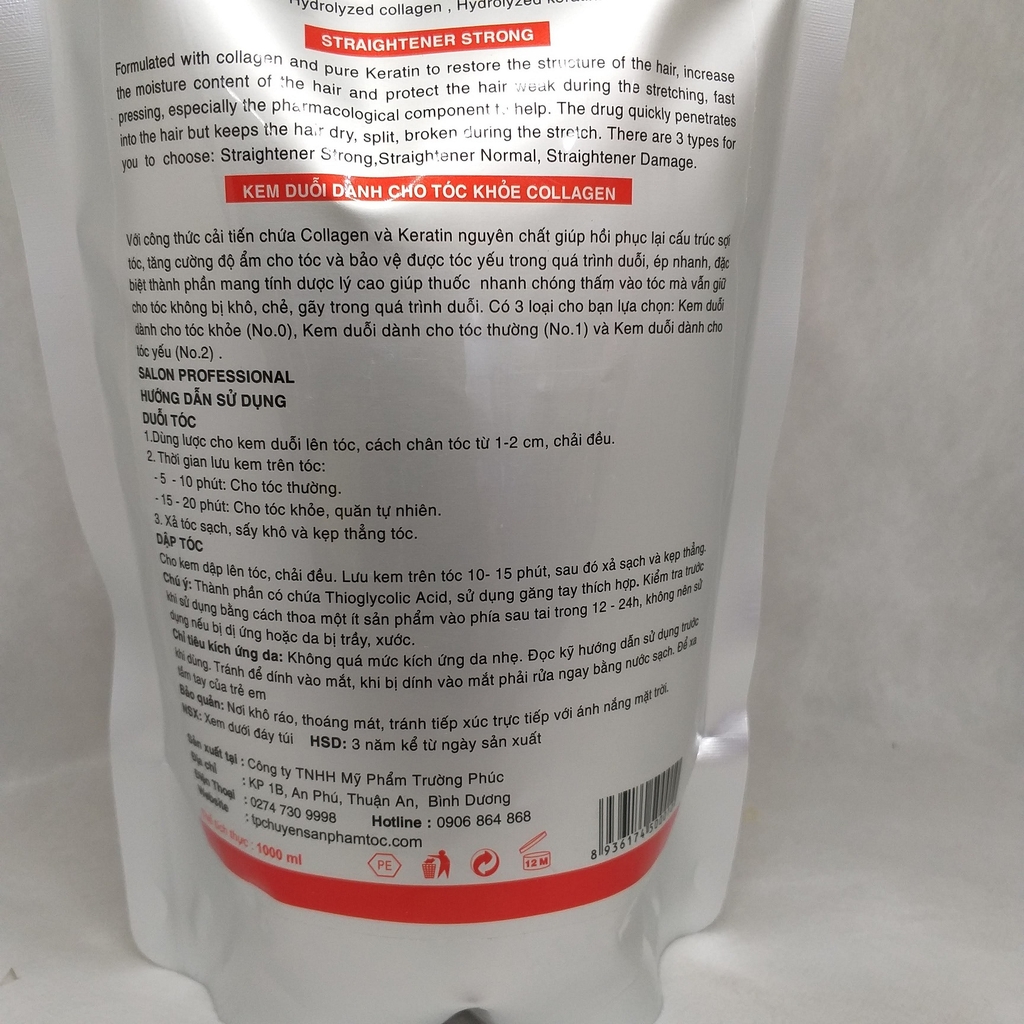 Hydrolyzed collagen , Hydrolyzed
STRAIGHTENER STRONG
Formulated with collagen and pure Keratin to restore the structure of the hair, increase
the moisture content of the hair and protect the hair weak during the stretching, fast
pressing, especially the pharmacological component to help. The drug quickly penetrates
into the hair but keeps the hair dry, split, broken during the stretch. There are 3 types for
you to choose: Straightener Strong,Straightener Normal, Straightener Damage.
KEM DUỖI DÀNH CHO TÓC KHỎE COLLAGEN
Với công thức cải tiến chứa Collagen và Keratin nguyên chất giúp hồi phục lại cấu trúc sợi
tóc, tăng cường độ ẩm cho tóc và bảo vệ được tóc yếu trong quá trình duỗi, ép nhanh, đặc
biệt thành phần mang tính dược lý cao giúp thuốc nhanh chóng thấm vào tóc mà vẫn giữ
cho tóc không bị khô, chẻ, gãy trong quá trình duỗi. Có 3 loại cho bạn lựa chọn: Kem duỗi
dành cho tóc khỏe (No.0), Kem duỗi dành cho tóc thường (No.1) và Kem duỗi dành cho
tóc yếu (No.2) .
SALON PROFESSIONAL
HƯỚNG DẪN SỬ DỤNG
DUỖI TÓC
1.Dùng lược cho kem duỗi lên tóc, cách chân tóc từ 1-2 cm, chải đều.
2. Thời gian lưu kem trên tóc:
- 5 - 10 phút: Cho tóc thường.
- 15 - 20 phút: Cho tóc khỏe, quăn tự nhiên.
3. Xả tóc sạch, sấy khô và kẹp thẳng tóc.
DẬP TÓC
Cho kem dập lên tóc, chải đều. Lưu kem trên tóc 10- 15 phút, sau đó xả sạch và kẹp thẳng.
Chú ý: Thành phần có chứa Thioglycolic Acid, sử dụng găng tay thích hợp. Kiểm tra trước
khi sử dụng bằng cách thoa một ít sản phẩm vào phía sau tai trong 12 - 24h, không nên sử
dụng nếu bị dị ứng hoặc da bị trầy, xước.
Chỉ tiêu kích ứng da: Không quá mức kích ứng da nhẹ. Đọc kỹ hướng dẫn sử dụng trước
khi dùng. Tránh để dính vào mắt, khi bị dính vào mắt phải rửa ngay bằng nước sạch. Để xa
tầm tay của trẻ em
Bảo quản: Nơi khô ráo, thoáng mát, tránh tiếp xúc trực tiếp với ánh nắng mặt trời.
NSX: Xem dưới đáy túi HSD: 3 năm kể từ ngày sản xuất
Sản xuất tại : Công ty TNHH Mỹ Phẩm Trường Phúc
Địa chỉ : KP 1B, An Phú, Thuận An, Bình Dương
Điện Thoại : 0274 730 9998 Hotline : 0906 864 868
Website : tpchuyensanphamtoc.com
Thể tích thực : 1000 ml
PE
12 M